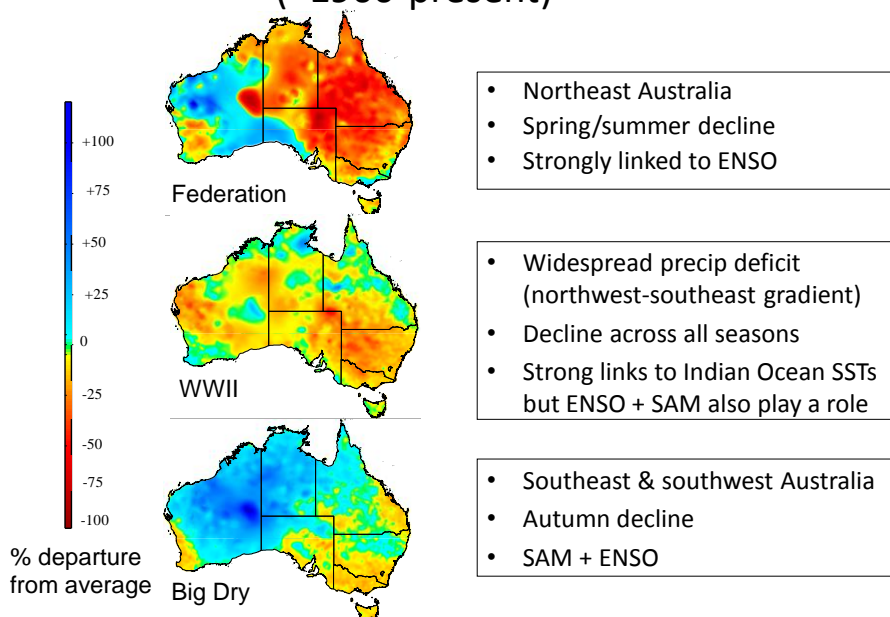 (~1900-present)
+100
+75
+50
+25
0
-25
-50
-75
-100
% departure
from average
Federation
• Northeast Australia
• Spring/summer decline
• Strongly linked to ENSO
WWII
• Widespread precip deficit
(northwest-southeast gradient)
• Decline across all seasons
• Strong links to Indian Ocean SSTs
but ENSO + SAM also play a role
Big Dry
• Southeast & southwest Australia
• Autumn decline
• SAM + ENSO